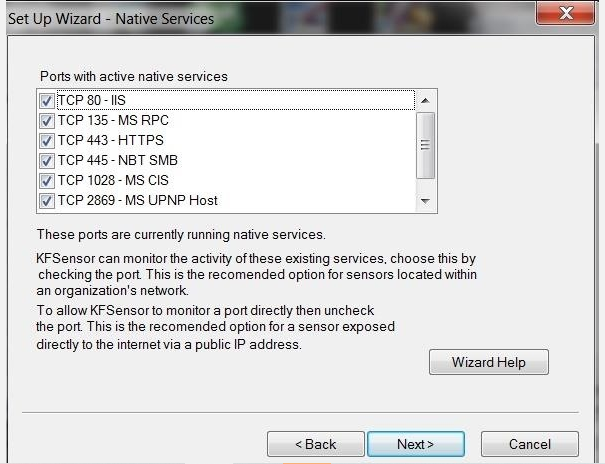 Set Up Wizard - Native Services
Ports with active native services
TCP 80 - IIS
TCP 135 - MS RPC
TCP 443 - HTTPS
TCP 445 - NBT SMB
TCP 1028 - MS CIS
TCP 2869 - MS UPNP Host
These ports are currently running native services.
KFSensor can monitor the activity of these existing services, choose this by
checking the port. This is the recomended option for sensors located within
an organization's network.
To allow KFSensor to monitor a port directly then uncheck
the port. This is the recomended option for a sensor exposed
directly to the internet via a public IP address.
Wizard Help
< Back
Next >
Cancel